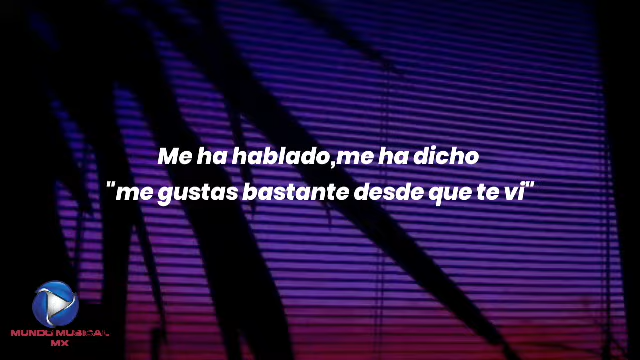 Me ha hablado,me ha dicho
"me gustas bastante desde que te vi"
MUNDO MUSICAL
MX